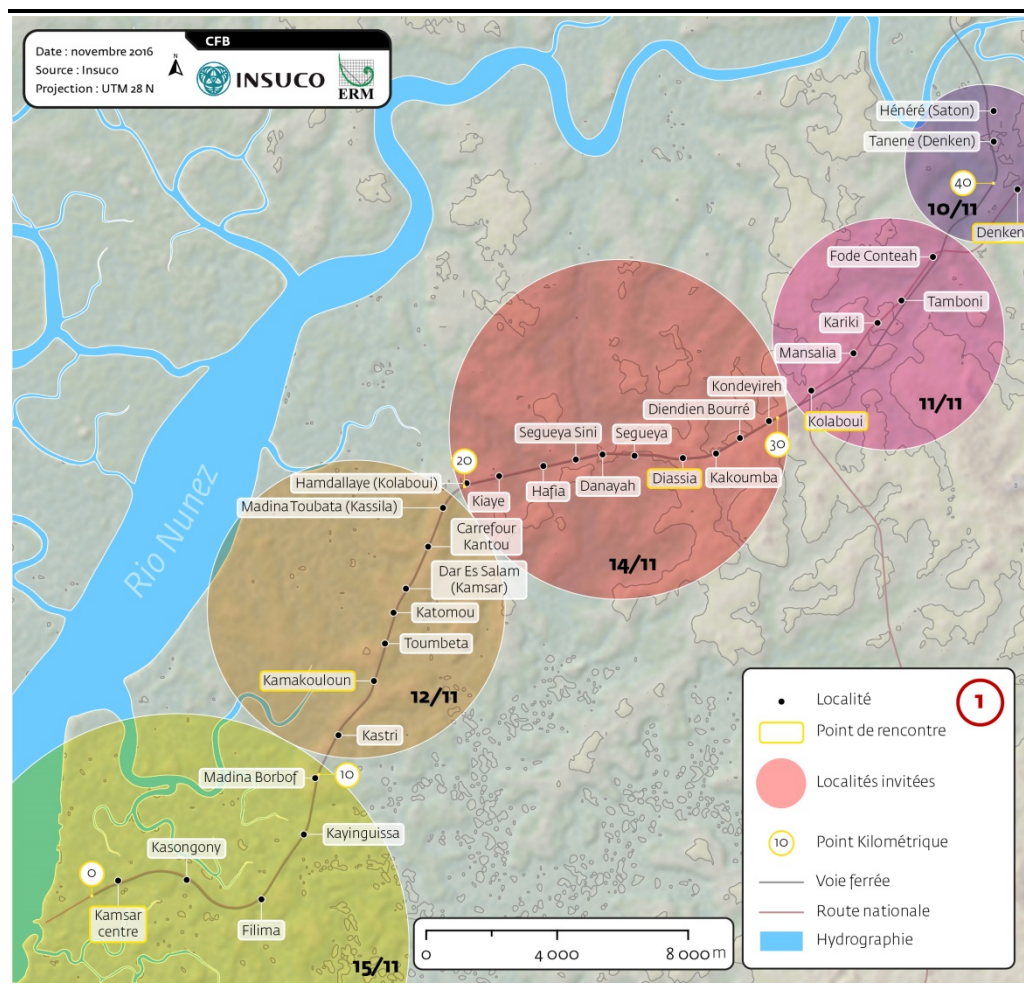 Date : novembre 2016
Source : Insuco
Projection : UTM 28 N
N
CFB
INSUCO
ERM
Hénéré (Saton)
Tanene (Denken)
40
10/11
Denken
Fode Conteah
Tamboni
Kariki
Mansalia
11/11
Kolaboui
Kondeyireh
Diendien Bourré
30
Segueya Sini
Segueya
20
Hamdallaye (Kolaboui)
Kiaye
Hafia
Danayah
Diassia
Kakoumba
14/11
Madina Toubata (Kassila)
Carrefour
Kantou
Dar Es Salam
(Kamsar)
Katomou
Toumbeta
Kamakouloun
12/11
Rio Nunez
Kastri
Madina Borbof
10
Kayinguissa
Kasongony
0
Kamsar
centre
Filima
15/11
1
Localité
Point de rencontre
Localités invitées
10
Point Kilométrique
Voie ferrée
Route nationale
Hydrographie
0
4 000
8 000 m